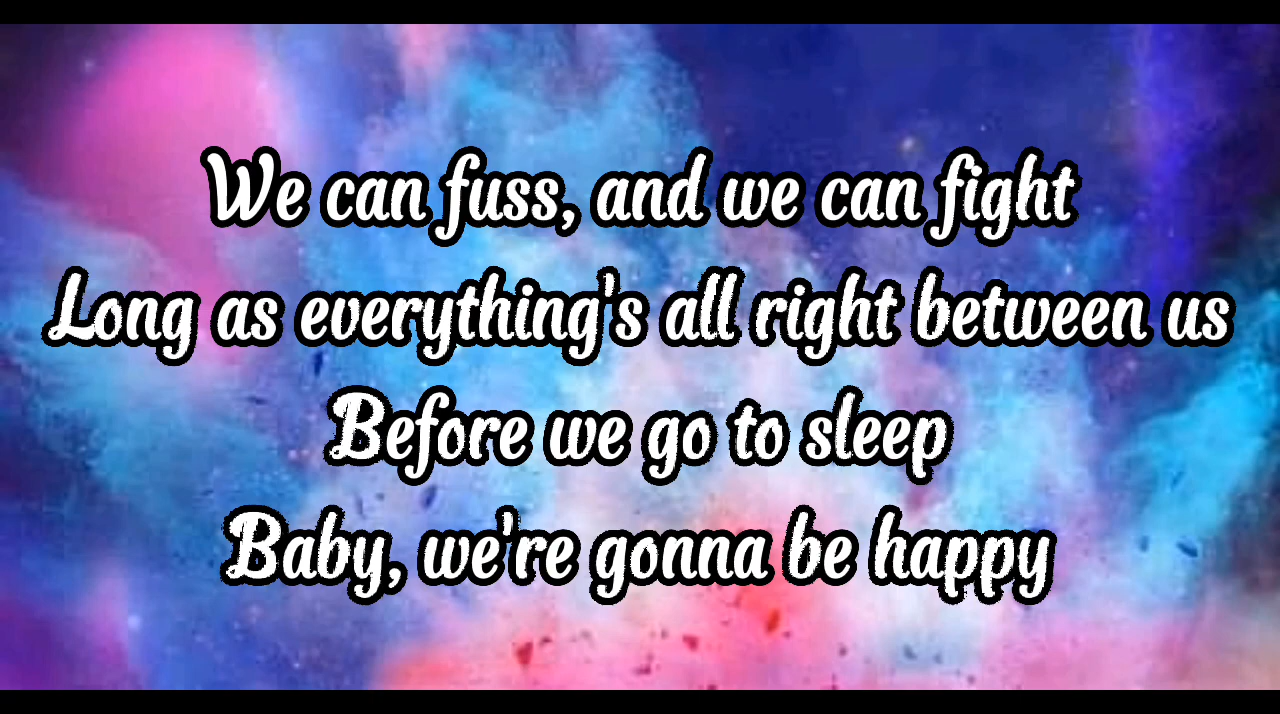 We can fuss, and we can fight
Long as everything's all right between us
Before we go to sleep
Baby, we're gonna be happy